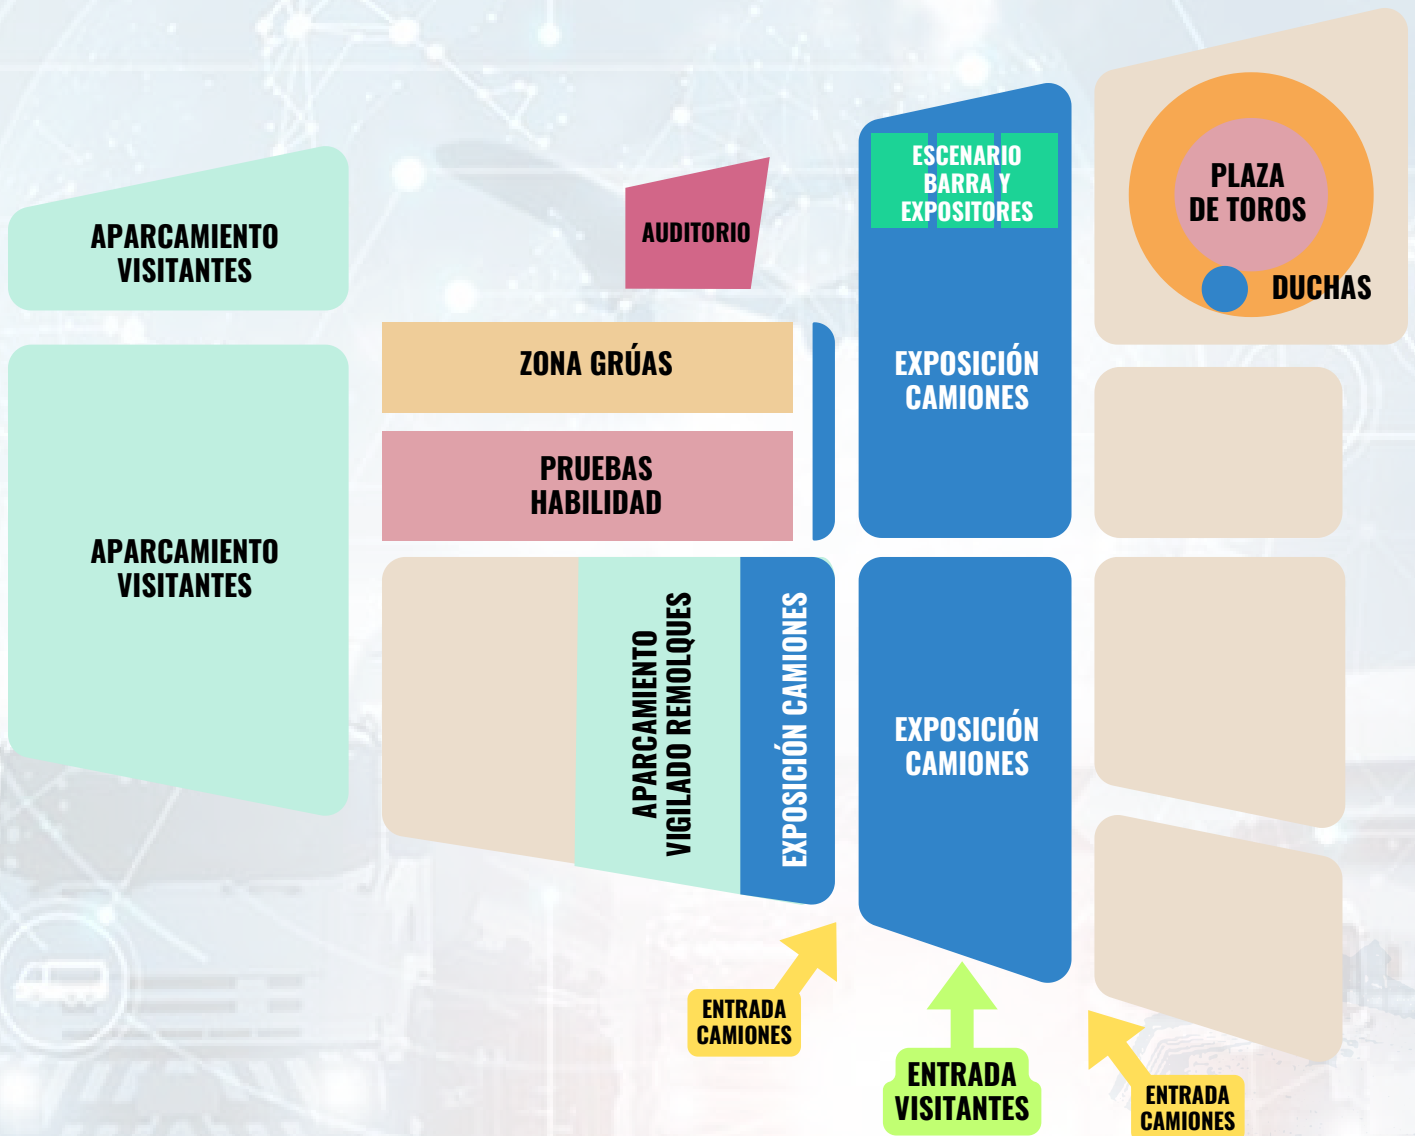 APARCAMIENTO
VISITANTES
AUDITORIO
ESCENARIO
BARRA Y
EXPOSITORES
PLAZA
DE TOROS
DUCHAS
ZONA GRÚAS
EXPOSICIÓN
CAMIONES
PRUEBAS
HABILIDAD
APARCAMIENTO
VISITANTES
APARCAMIENTO
VIGILADO REMOLQUES
EXPOSICIÓN CAMIONES
EXPOSICIÓN
CAMIONES
ENTRADA
CAMIONES
ENTRADA
VISITANTES
ENTRADA
CAMIONES